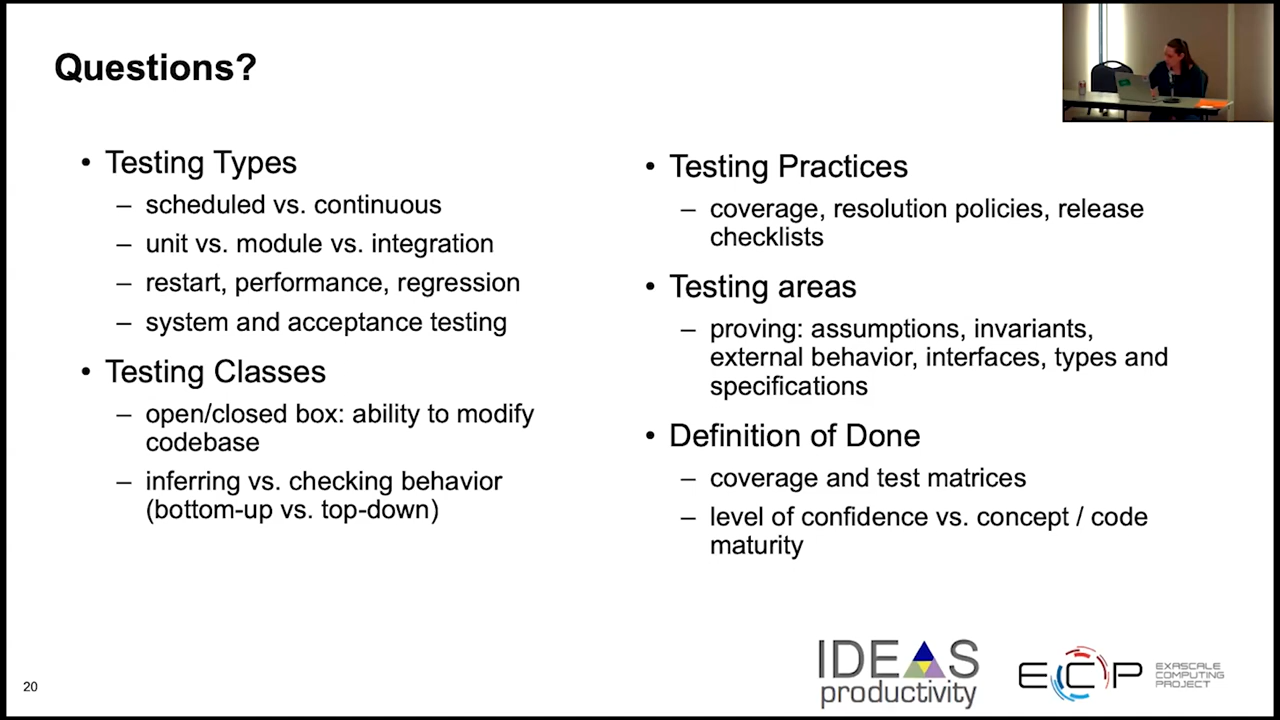 Questions?
• Testing Types
– scheduled vs. continuous
– unit vs. module vs. integration
– restart, performance, regression
– system and acceptance testing
• Testing Classes
– open/closed box: ability to modify
codebase
– inferring vs. checking behavior
(bottom-up vs. top-down)
• Testing Practices
– coverage, resolution policies, release
checklists
• Testing areas
– proving: assumptions, invariants,
external behavior, interfaces, types and
specifications
• Definition of Done
– coverage and test matrices
– level of confidence vs. concept / code
maturity
20
IDEAS
productivity
ECP
EXASCALE
COMPUTING
PROJECT